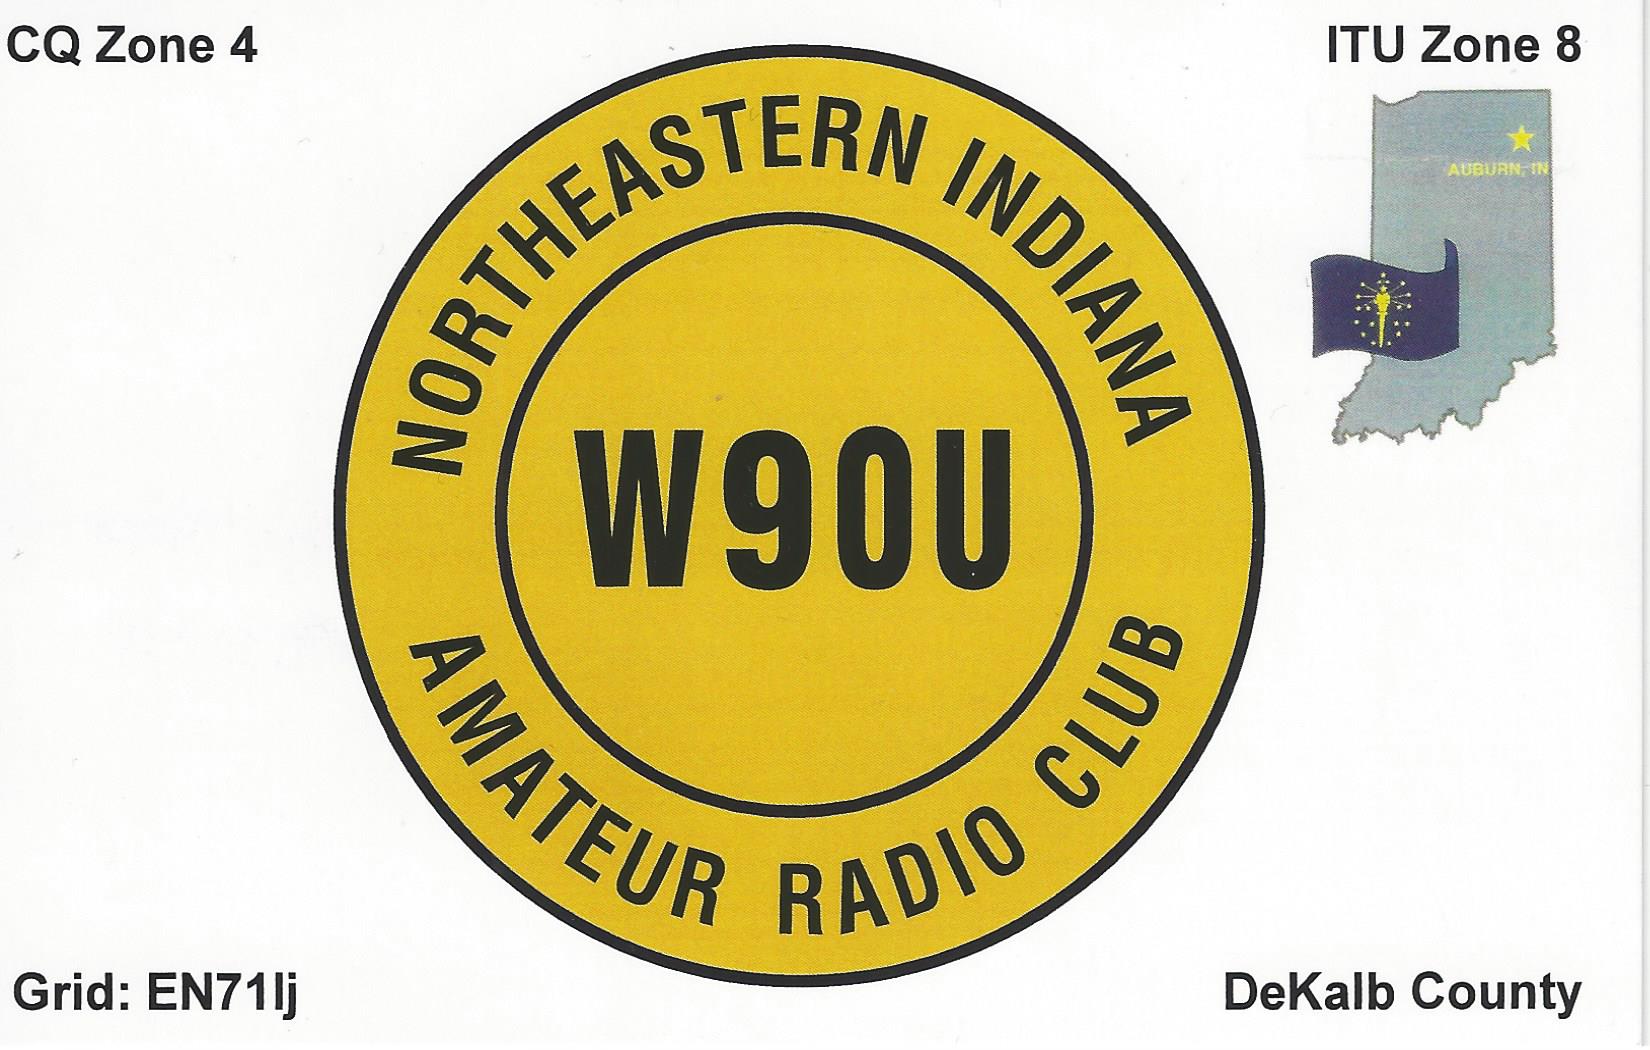 CQ Zone 4
ITU Zone 8
AUBURN, IN
NORTHEASTERN INDIANA
W9OU
AMATEUR RADIO CLUB
Grid: EN71lj
DeKalb County